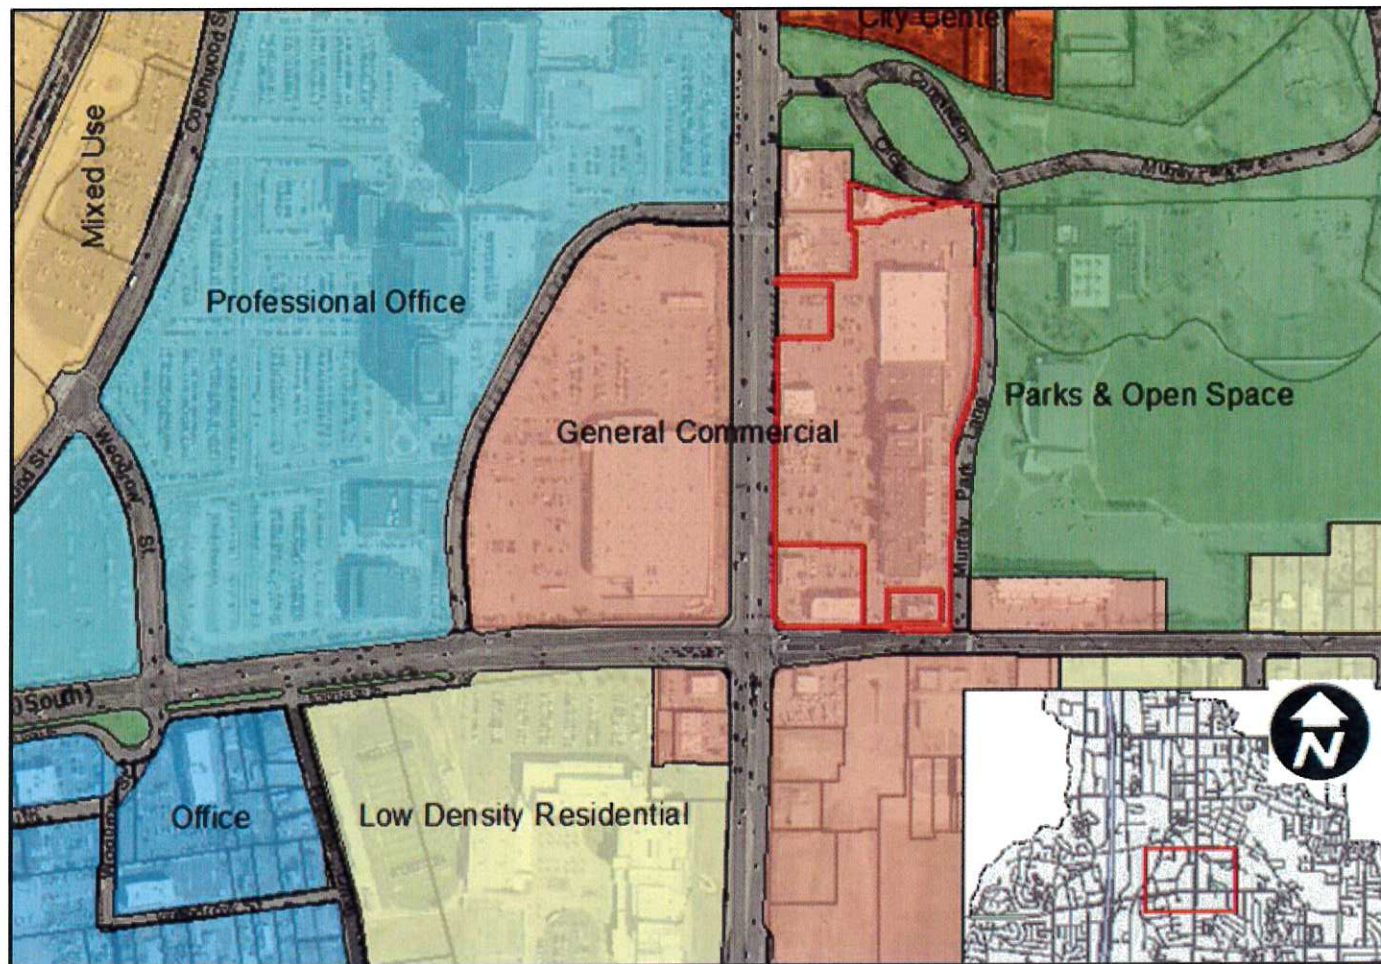 City Center
Cottonwood St.
Mixed Use
Murray Park
Professional Office
Parks & Open Space
General Commercial
Murray Park Lane
Woodrow St.
(South)
N
Office
Low Density Residential